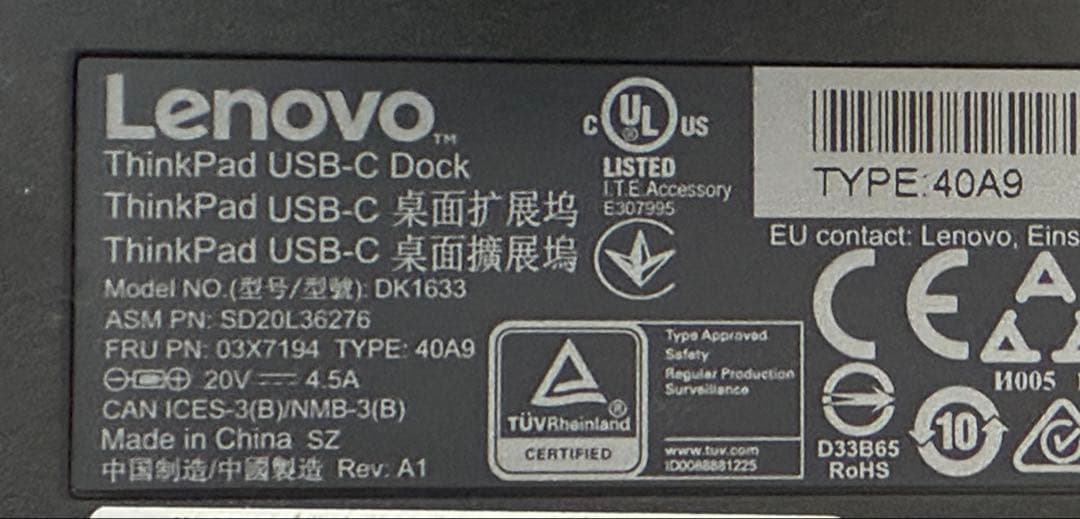 Lenovo™
ThinkPad USB-C Dock
ThinkPad USB-C 桌面扩展坞
ThinkPad USB-C 桌面擴展塢
Model NO.(型号/型號): DK1633
ASM PN: SD20L36276
FRU PN: 03X7194 TYPE: 40A9
20V ⎓ 4.5A
CAN ICES-3(B)/NMB-3(B)
Made in China SZ
中国制造/中國製造 Rev: A1
C UL ® US
LISTED
I.T.E. Accessory
E307995
TÜVRheinland®
CERTIFIED
Type Approved
Safety
Regular Production
Surveillance
www.tuv.com
TYPE:40A9
EU contact: Lenovo, Eins
CE
И005
D33B65
RoHS
10